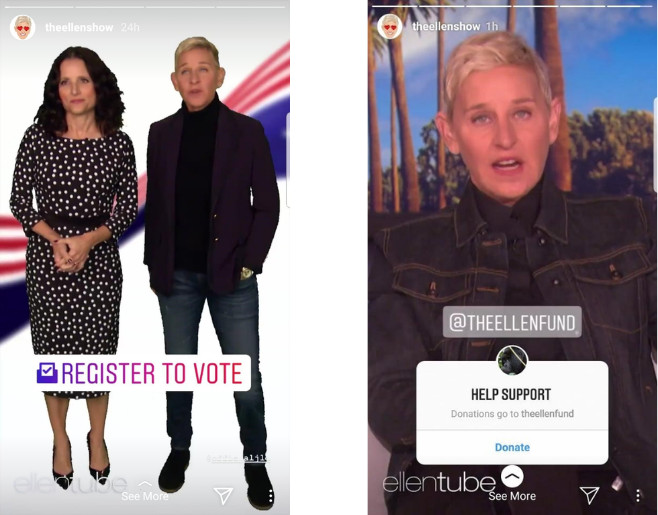 theellenshow 24h
REGISTER TO VOTE
ellentube
See More
theellenshow 1h
@THEELLENFUND
HELP SUPPORT
Donations go to theellenfund
Donate
ellentube
See More